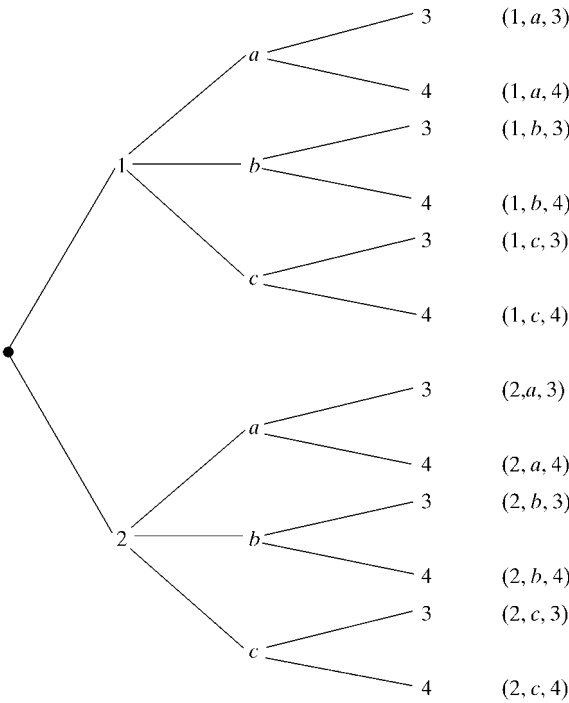 3 (1, a, 3)
a
4 (1, a, 4)
3 (1, b, 3)
1 b
4 (1, b, 4)
3 (1, c, 3)
c
4 (1, c, 4)
3 (2,a, 3)
a
4 (2, a, 4)
3 (2, b, 3)
2 b
4 (2, b, 4)
3 (2, c, 3)
c
4 (2, c, 4)